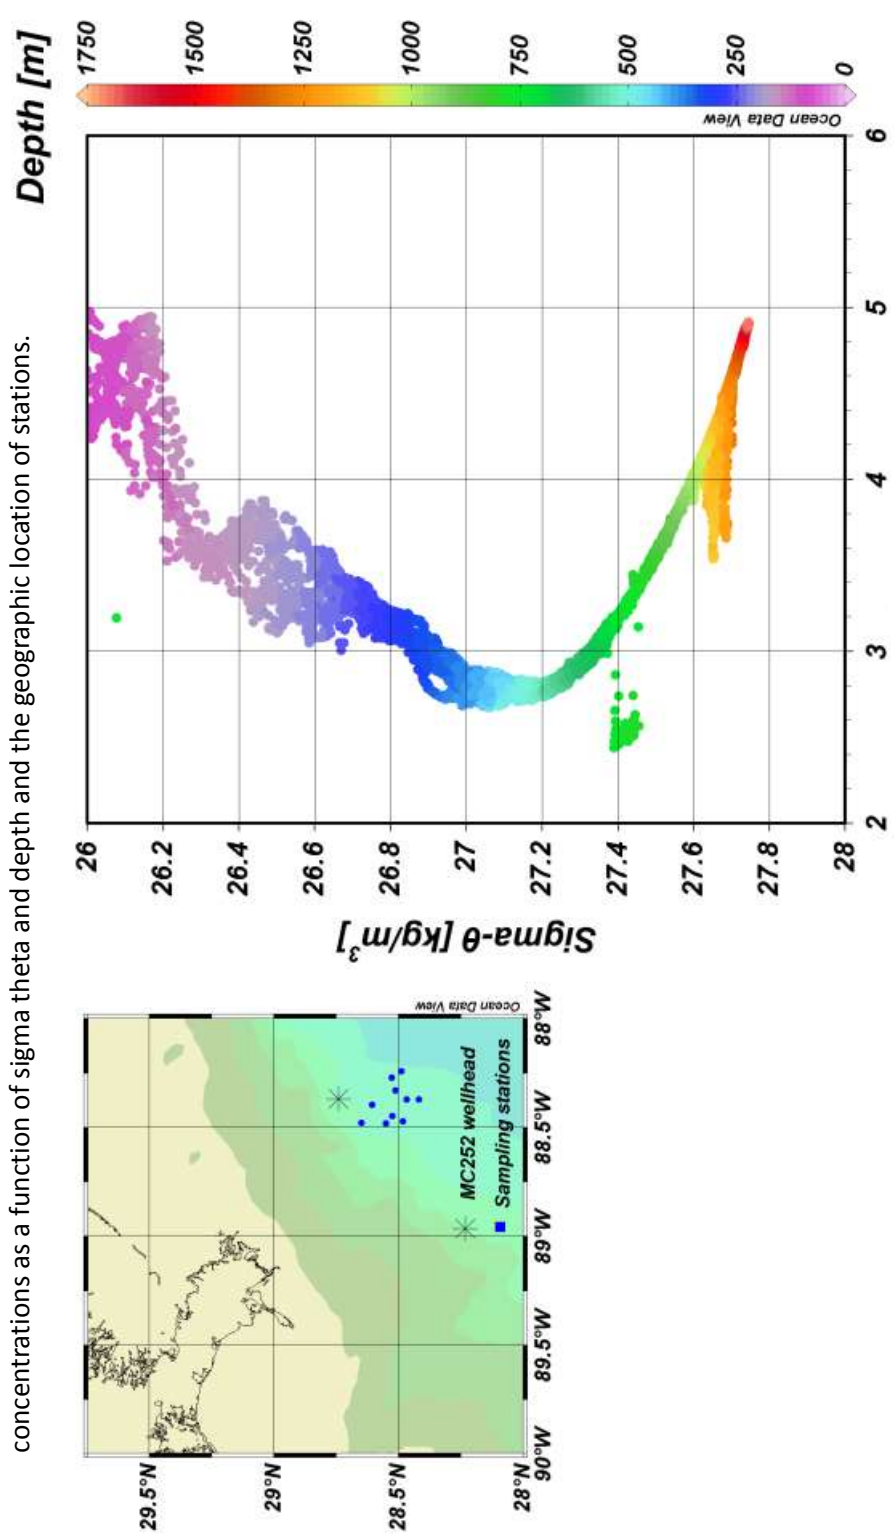 concentrations as a function of sigma theta and depth and the geographic location of stations.
29.5°N
29°N
28.5°N
28°N
90°W
89.5°W
89°W
88.5°W
88°W
MC252 wellhead
Sampling stations
Ocean Data View
Sigma-θ [kg/m³]
26
26.2
26.4
26.6
26.8
27
27.2
27.4
27.6
27.8
28
2
3
4
5
6
Depth [m]
1750
1500
1250
1000
750
500
250
0
Ocean Data View